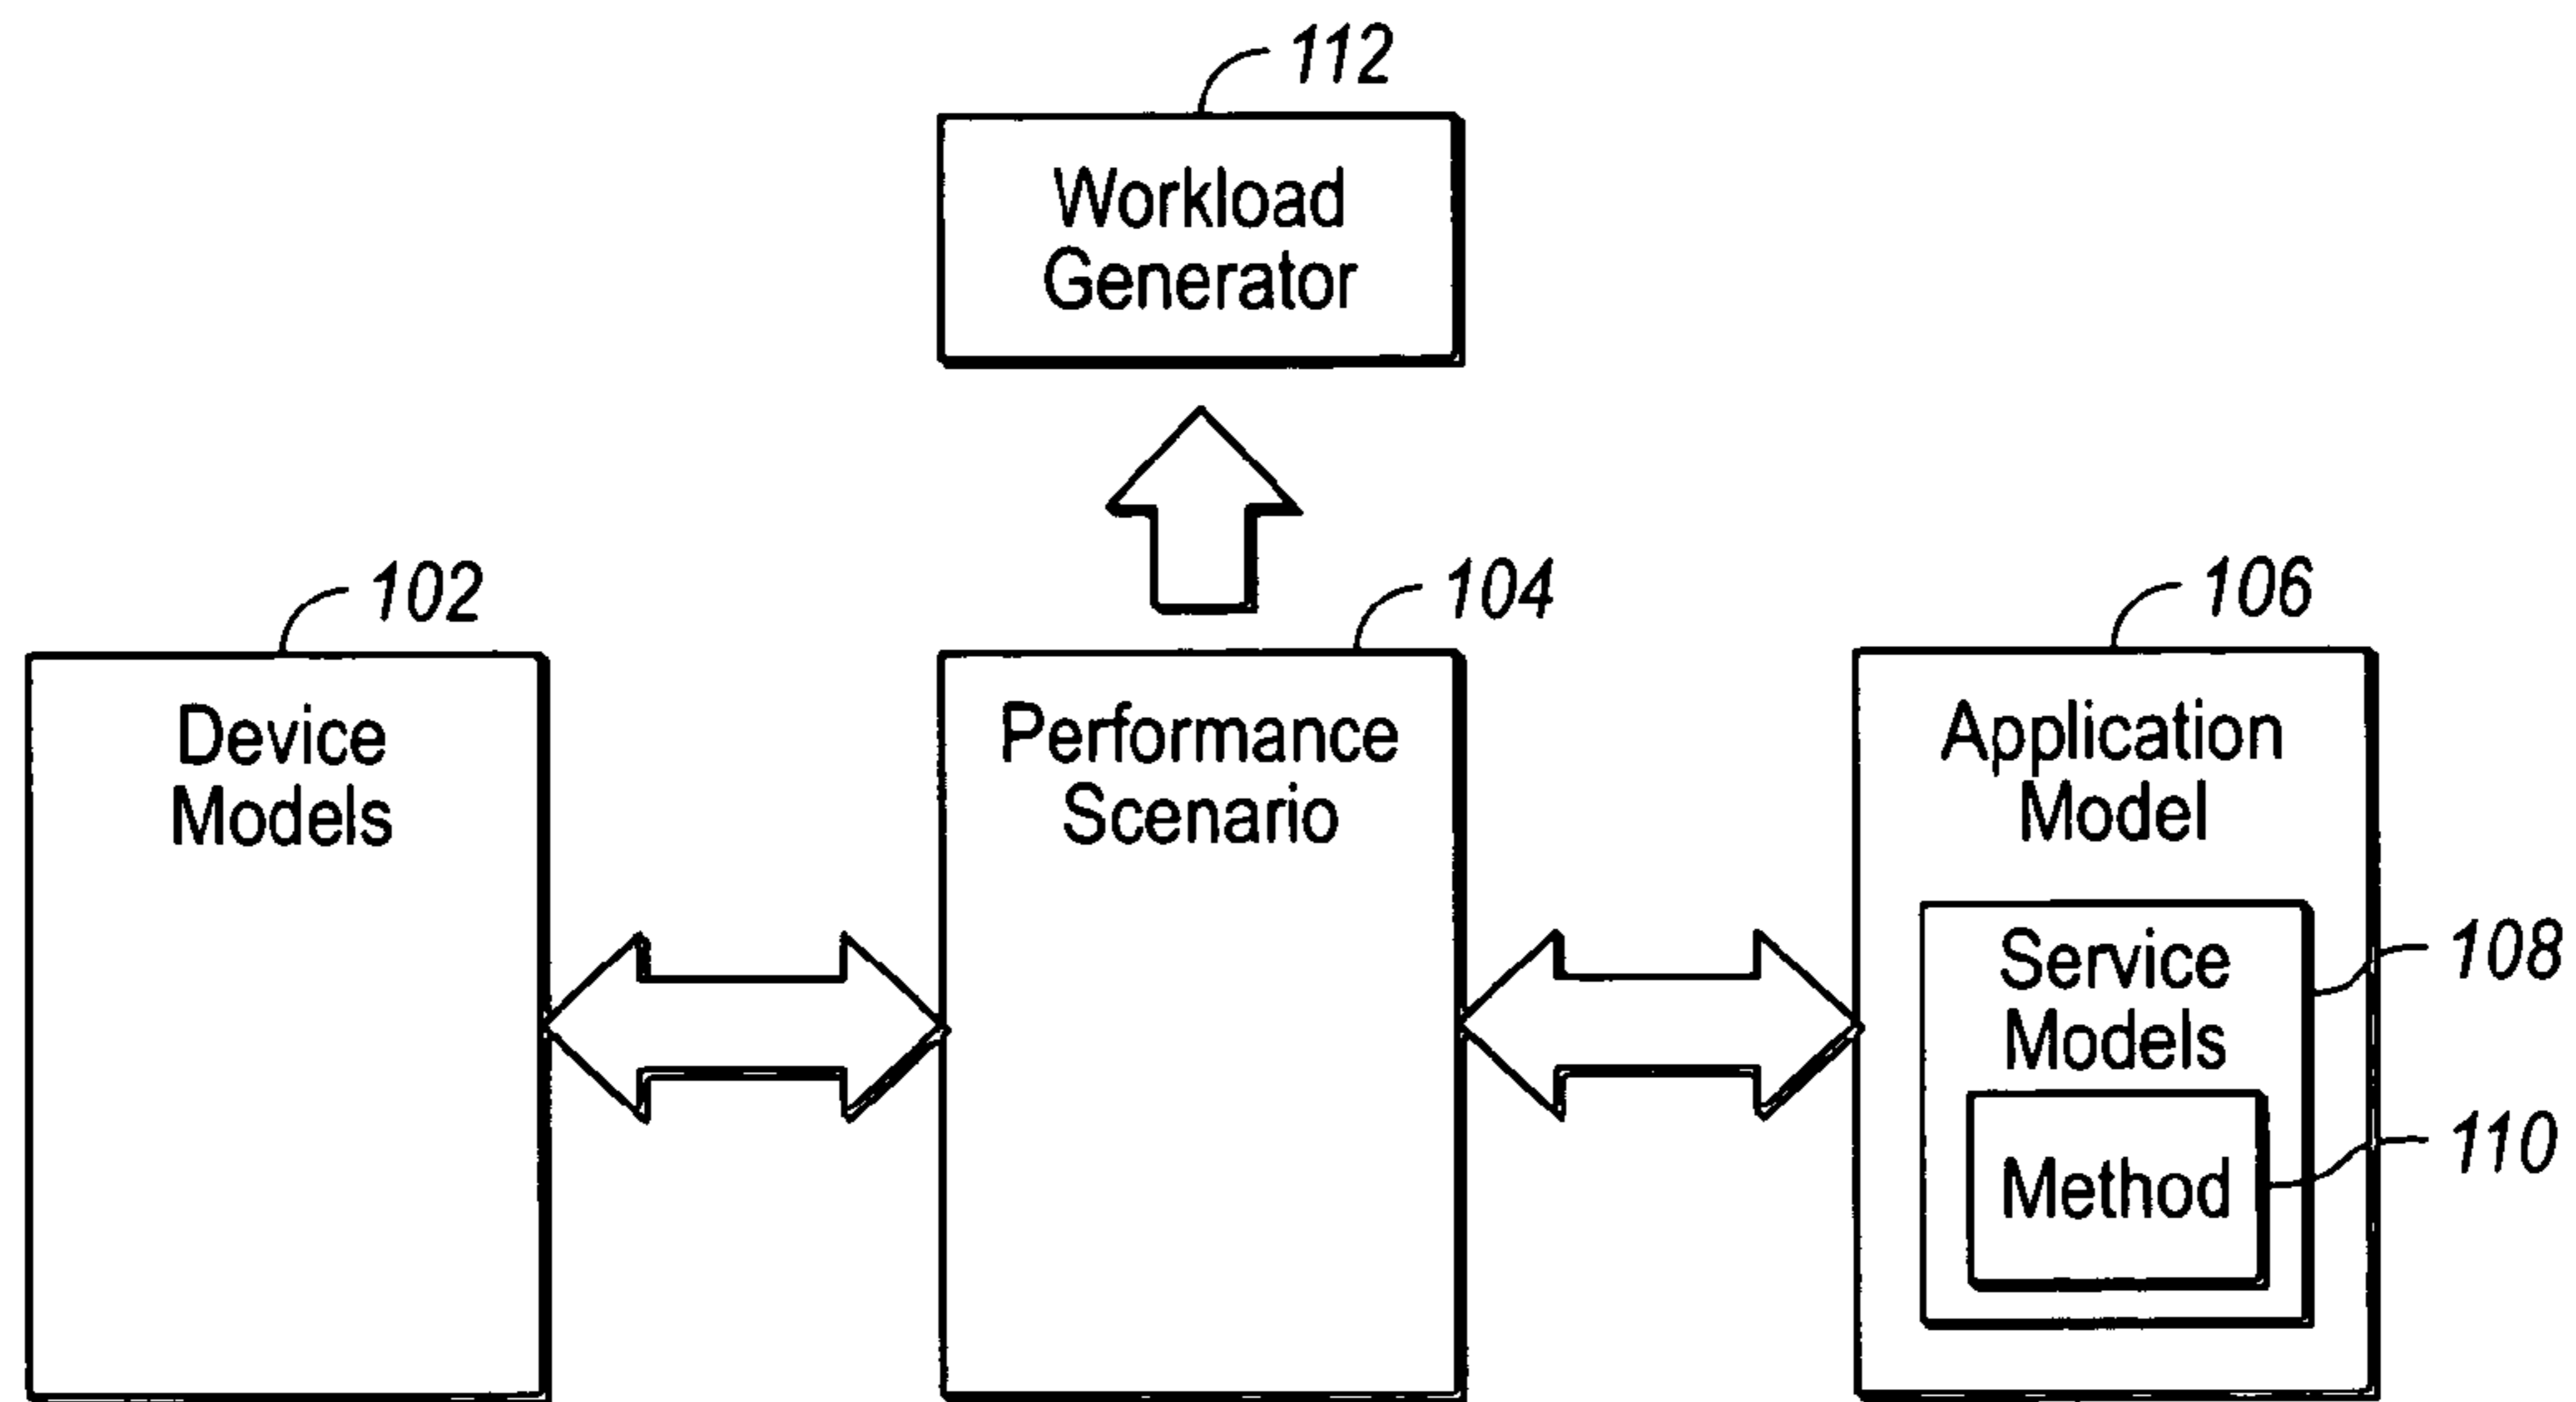 112
Workload
Generator
102
104
106
Device
Models
Performance
Scenario
Application
Model
Service
Models
108
Method
110